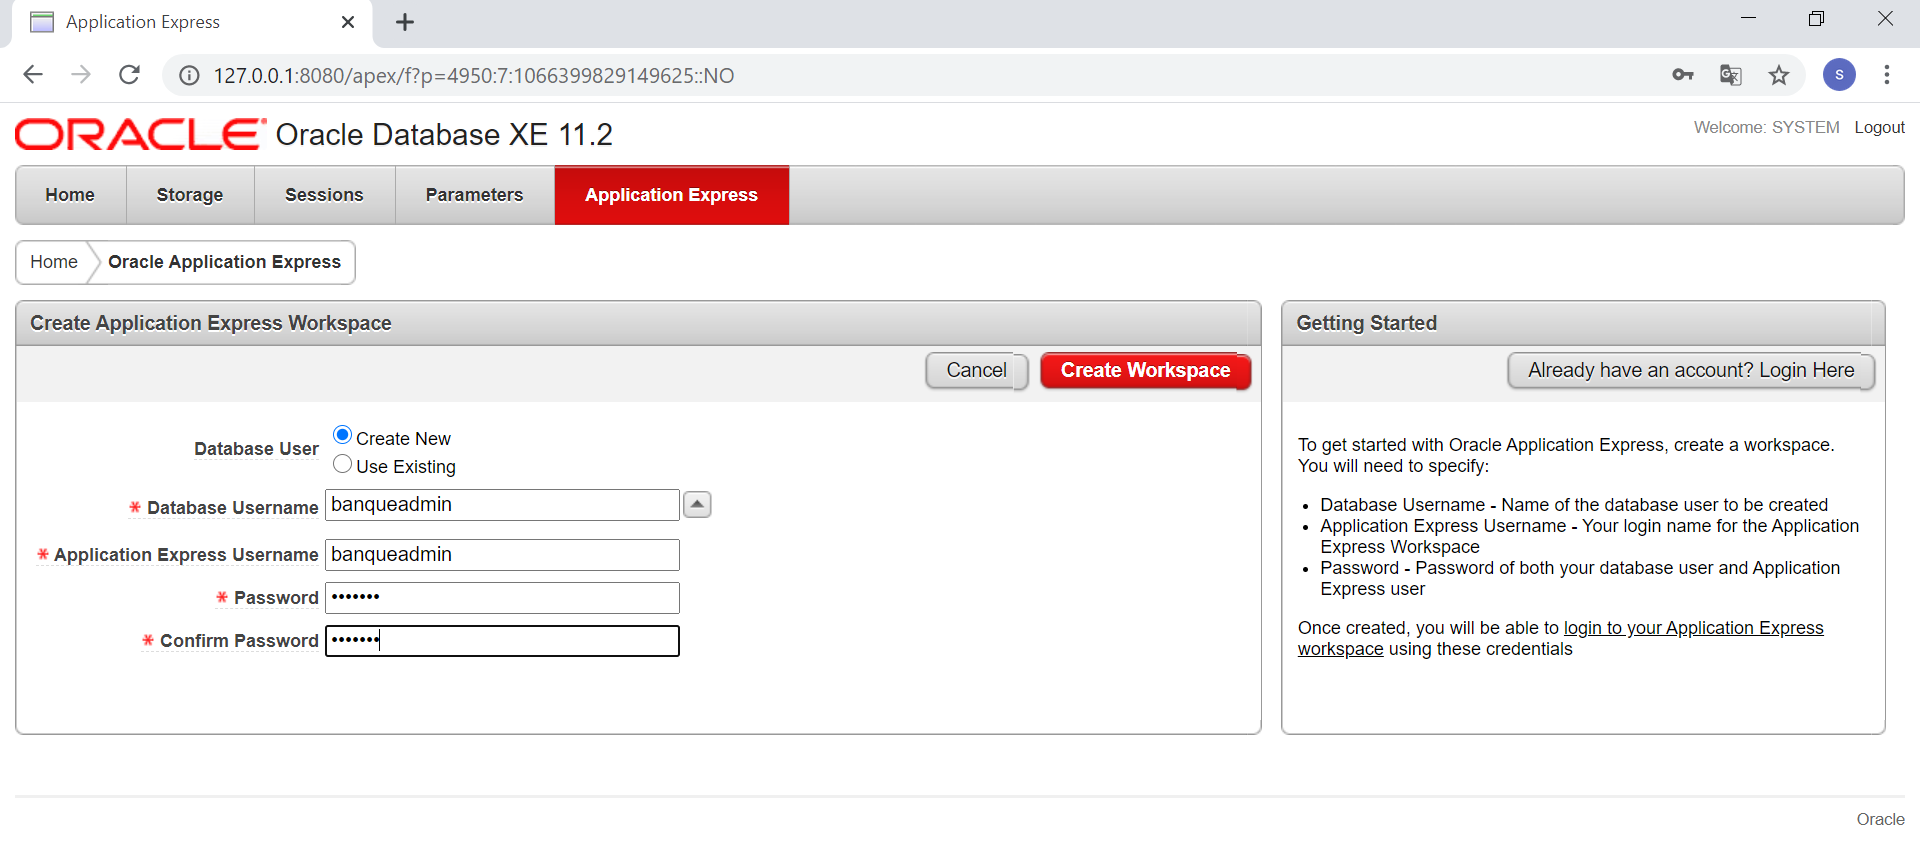 Application Express
127.0.0.1:8080/apex/f?p=4950:7:1066399829149625::NO
s
ORACLE Oracle Database XE 11.2
Welcome: SYSTEM Logout
Home Storage Sessions Parameters Application Express
Home Oracle Application Express
Create Application Express Workspace
Cancel Create Workspace
Database User
Create New
Use Existing
* Database Username banqueadmin
* Application Express Username banqueadmin
* Password •••••••
* Confirm Password •••••••
Getting Started
Already have an account? Login Here
To get started with Oracle Application Express, create a workspace.
You will need to specify:
• Database Username - Name of the database user to be created
• Application Express Username - Your login name for the Application
Express Workspace
• Password - Password of both your database user and Application
Express user
Once created, you will be able to login to your Application Express
workspace using these credentials
Oracle